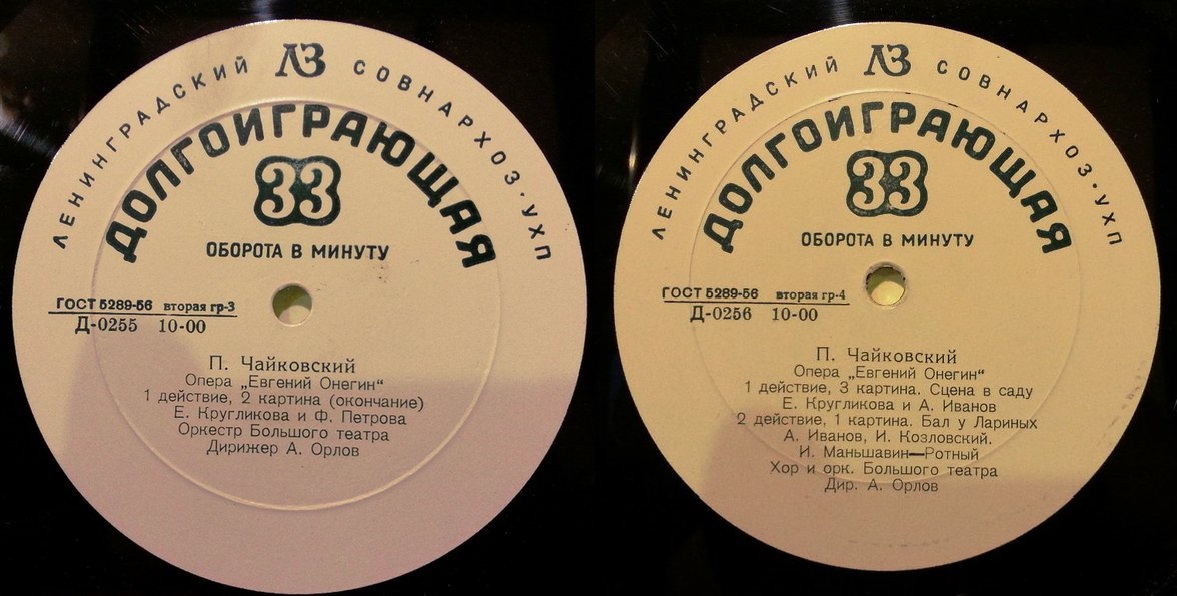 ЛЕНИНГРАДСКИЙ ЛЗ СОВНАРХОЗ · УХП
ДОЛГОИГРАЮЩАЯ
33
ОБОРОТА В МИНУТУ
ГОСТ 5289-56 вторая гр-3
Д-0255 10-00
П. Чайковский
Опера „Евгений Онегин“
1 действие, 2 картина (окончание)
Е. Кругликова и Ф. Петрова
Оркестр Большого театра
Дирижер А. Орлов
ЛЕНИНГРАДСКИЙ ЛЗ СОВНАРХОЗ · УХП
ДОЛГОИГРАЮЩАЯ
33
ОБОРОТА В МИНУТУ
ГОСТ 5289-56 вторая гр-4
Д-0256 10-00
П. Чайковский
Опера „Евгений Онегин“
1 действие, 3 картина. Сцена в саду
Е. Кругликова и А. Иванов
2 действие, 1 картина. Бал у Лариных
А. Иванов, И. Козловский.
И. Маньшавин—Ротный
Хор и орк. Большого театра
Дир. А. Орлов